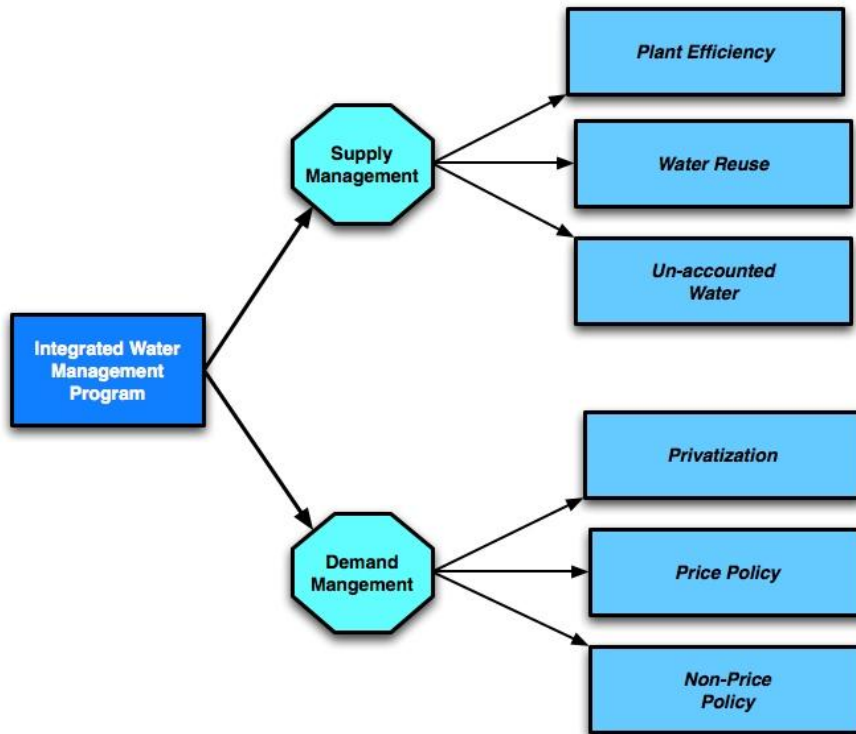 Plant Efficiency
Supply
Management
Water Reuse
Un-accounted
Water
Integrated Water
Management
Program
Privatization
Demand
Mangement
Price Policy
Non-Price
Policy